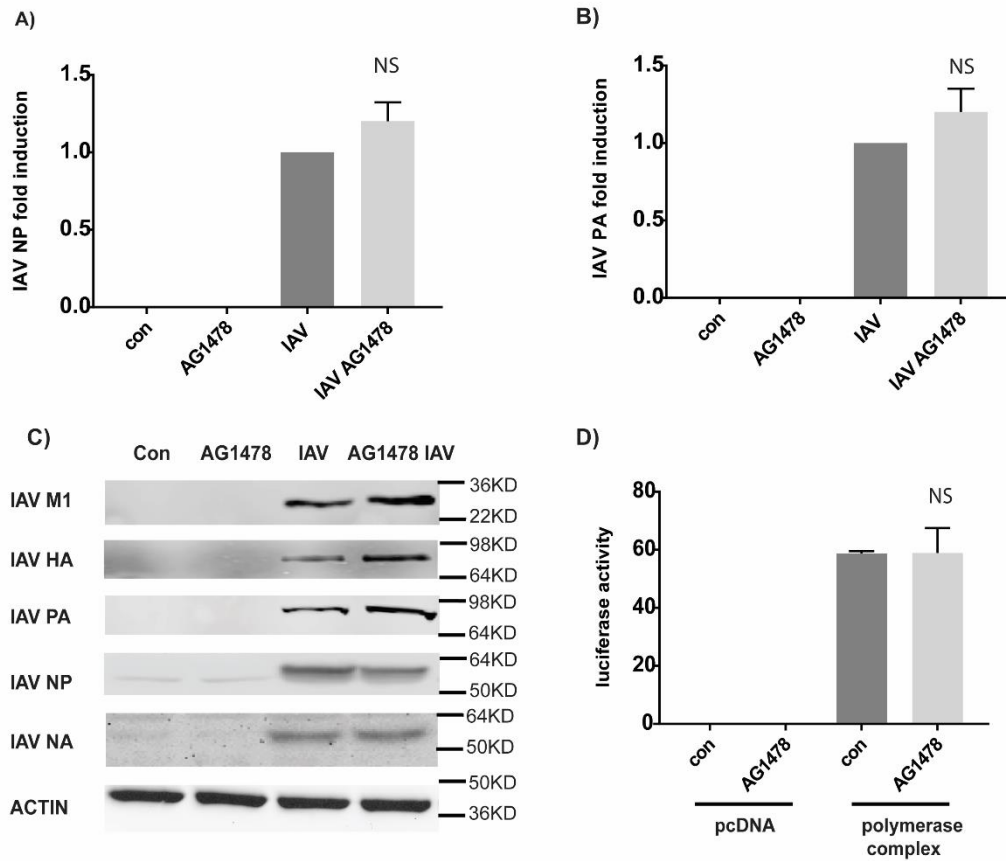 A)
IAV NP fold induction
1.5
1.0
0.5
0.0
NS
con
AG1478
IAV
IAV AG1478
B)
IAV PA fold induction
1.5
1.0
0.5
0.0
NS
con
AG1478
IAV
IAV AG1478
C)
Con AG1478 IAV AG1478 IAV
IAV M1
36KD
22KD
IAV HA
98KD
64KD
IAV PA
98KD
64KD
IAV NP
64KD
50KD
IAV NA
64KD
50KD
ACTIN
50KD
36KD
D)
luciferase activity
80
60
40
20
0
NS
con
AG1478
con
AG1478
pcDNA
polymerase
complex